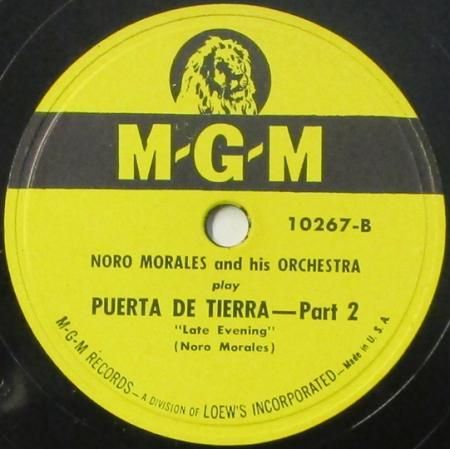 M-G-M
10267-B
NORO MORALES and his ORCHESTRA
play
PUERTA DE TIERRA—Part 2
"Late Evening"
(Noro Morales)
M-G-M RECORDS – A DIVISION OF LOEW'S INCORPORATED – Made in U.S.A.